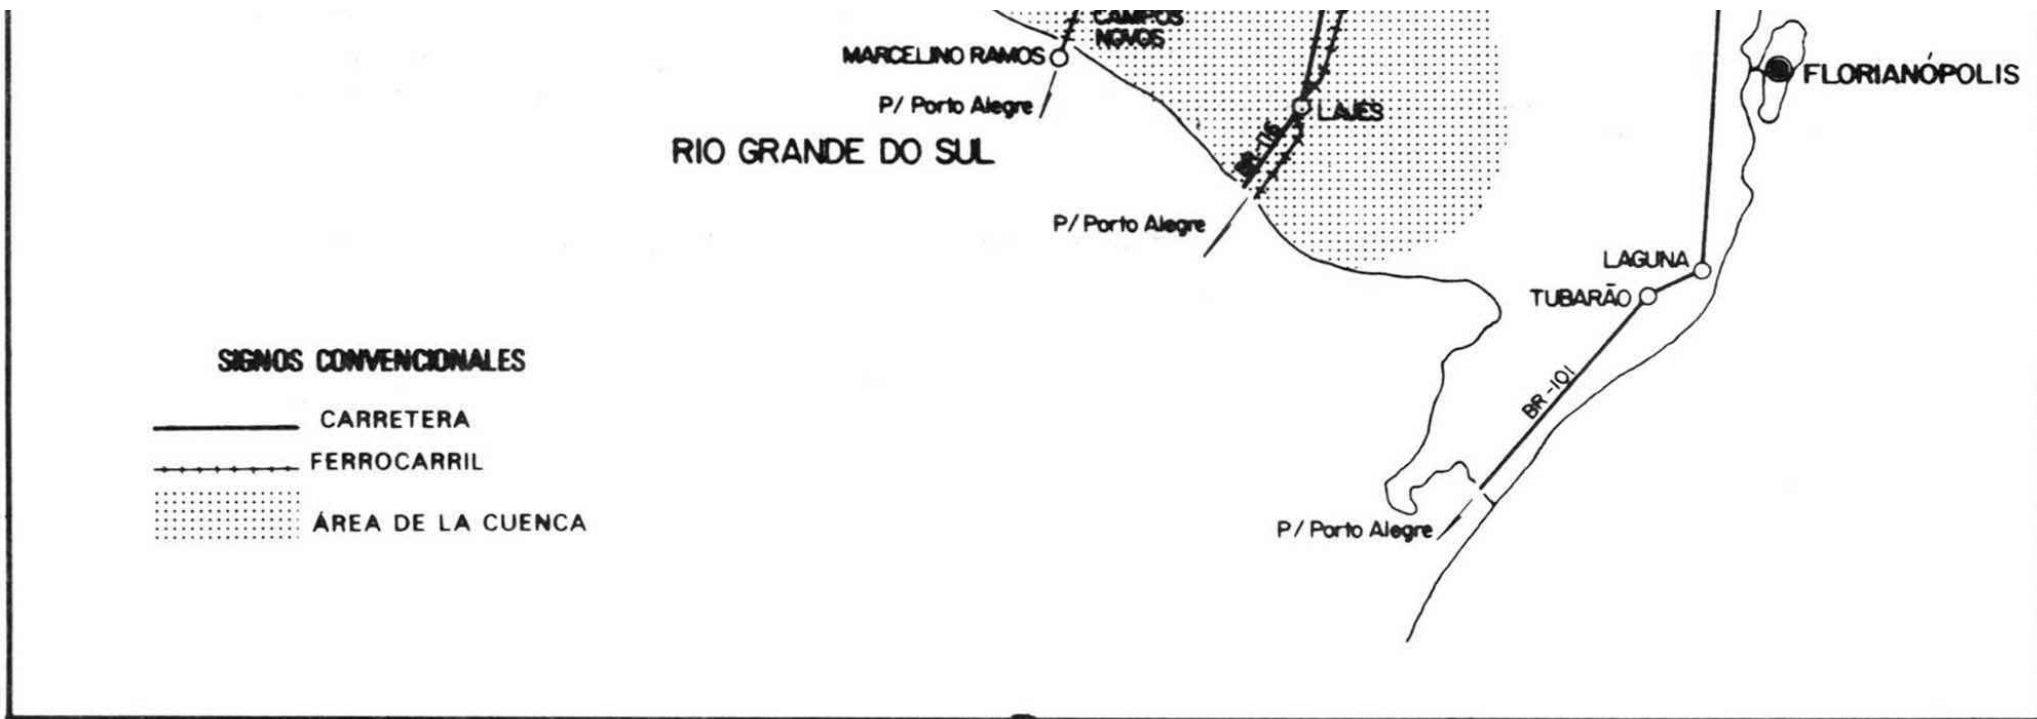 CAMPOS
NOVOS
MARCELINO RAMOS
FLORIANÓPOLIS
P/ Porto Alegre
LAJES
BR-116
RIO GRANDE DO SUL
P/ Porto Alegre
LAGUNA
TUBARÃO
SIGNOS CONVENCIONALES
BR-101
CARRETERA
FERROCARRIL
ÁREA DE LA CUENCA
P/ Porto Alegre